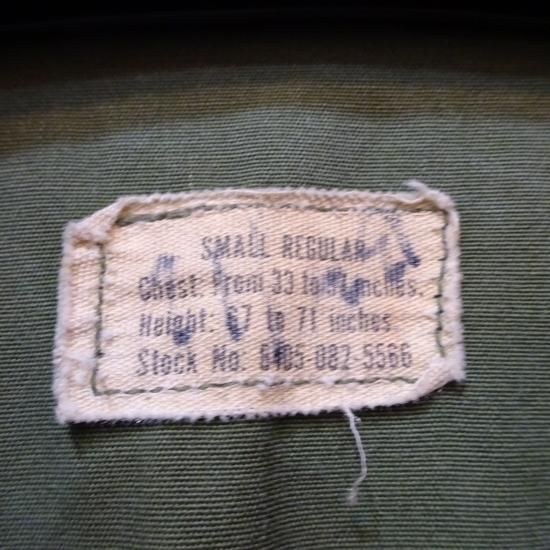 SMALL REGULAR
Chest: From 33 to inches.
Height: 67 to 71 inches
Stock No: 8405-082-5566